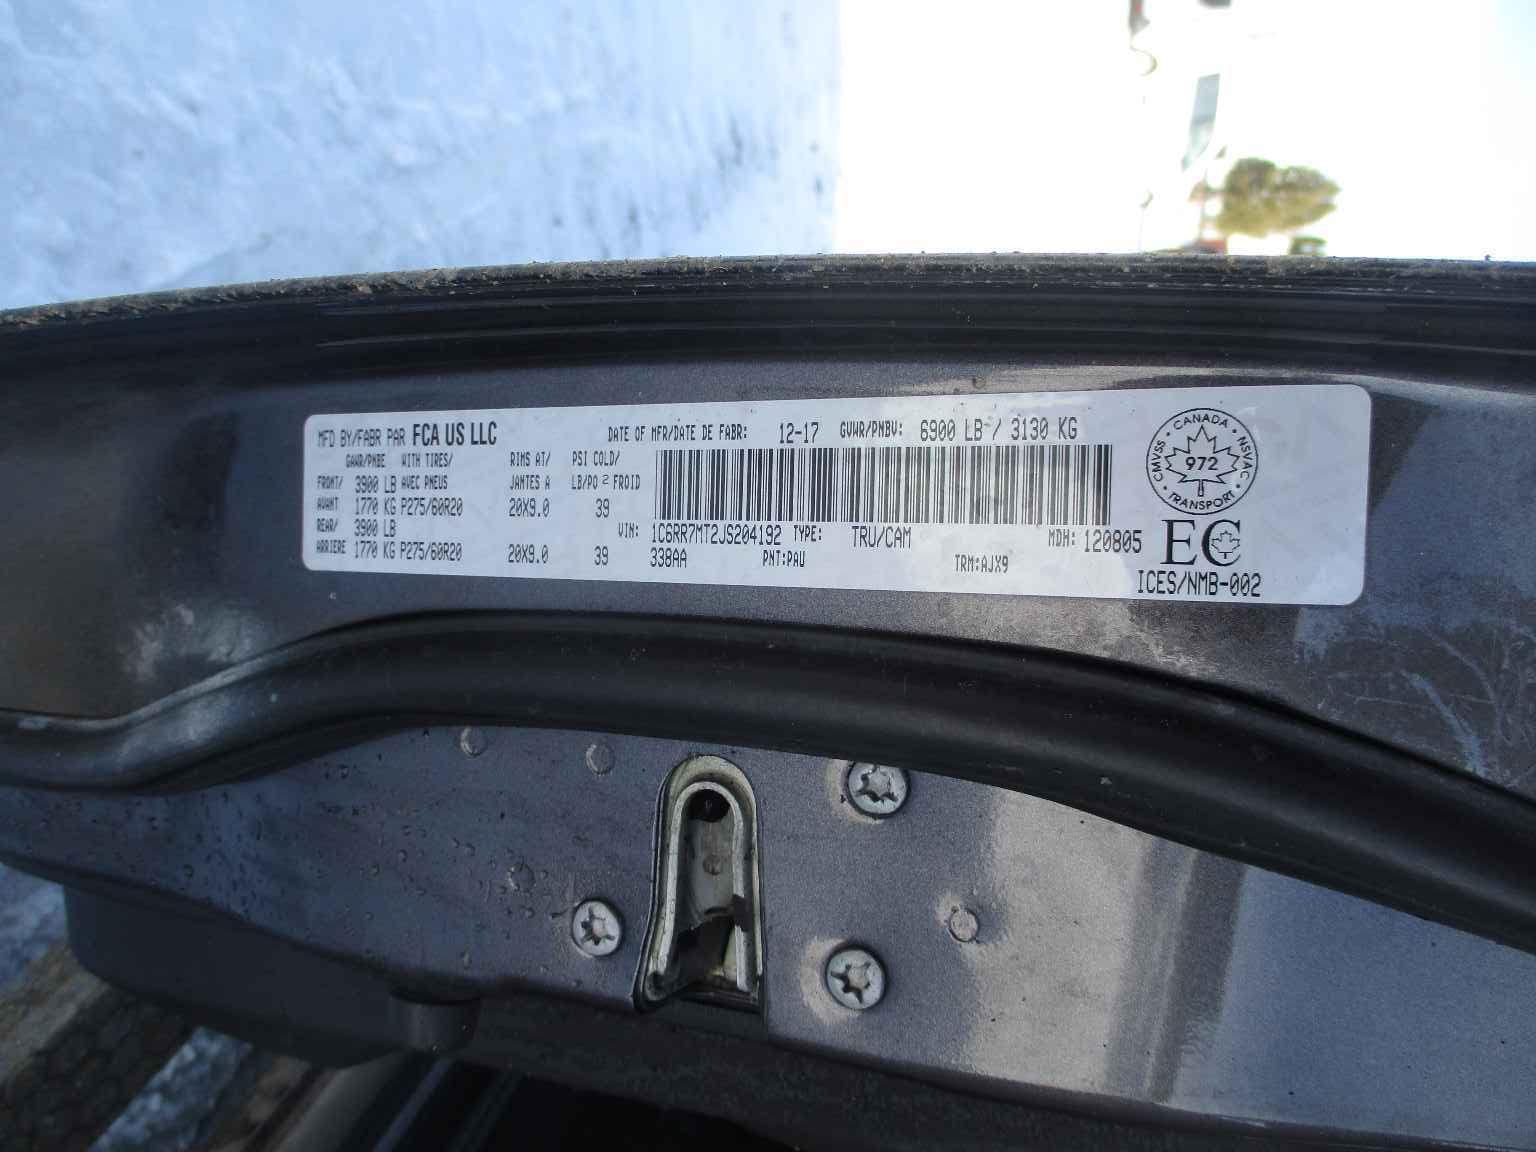 MFD BY/FABR PAR FCA US LLC DATE OF MFR/DATE DE FABR: 12-17 GVWR/PNBV: 6900 LB / 3130 KG
GAWR/PNBE WITH TIRES/ RIMS AT/ PSI COLD/
FRONT/ 3900 LB AVEC PNEUS JANTES A LB/PO 2 FROID
AVANT 1770 KG P275/60R20 20X9.0 39
REAR/ 3900 LB
ARRIERE 1770 KG P275/60R20 20X9.0 39
VIN: 1C6RR7MT2JS204192 TYPE: TRU/CAM MDH: 120805
338AA PNT:PAU TRM:AJX9
CMVSS • CANADA • NSVAC • TRANSPORT •
972
EC
ICES/NMB-002